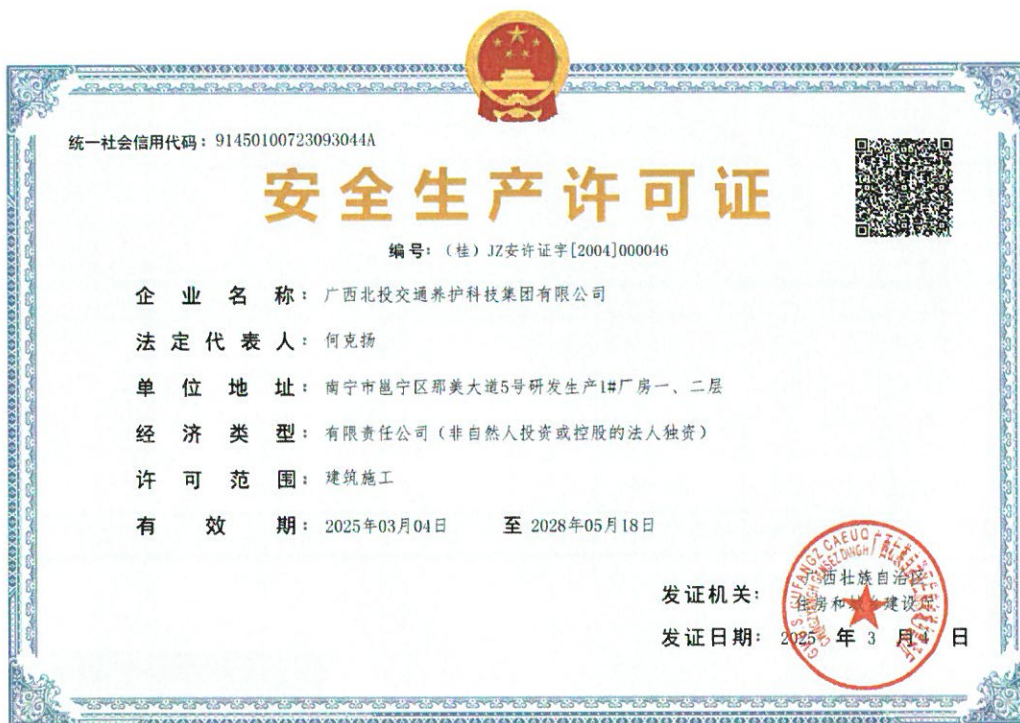 统一社会信用代码：91450100723093044A
安全生产许可证
编号：（桂）JZ安许证字[2004]000046
企业名称：广西北投交通养护科技集团有限公司
法定代表人：何克扬
单位地址：南宁市邕宁区那美大道5号研发生产1#厂房一、二层
经济类型：有限责任公司（非自然人投资或控股的法人独资）
许可范围：建筑施工
有效期：2025年03月04日 至 2028年05月18日
发证机关：广西壮族自治区
住房和城乡建设厅
发证日期：2025 年 3 月 4 日